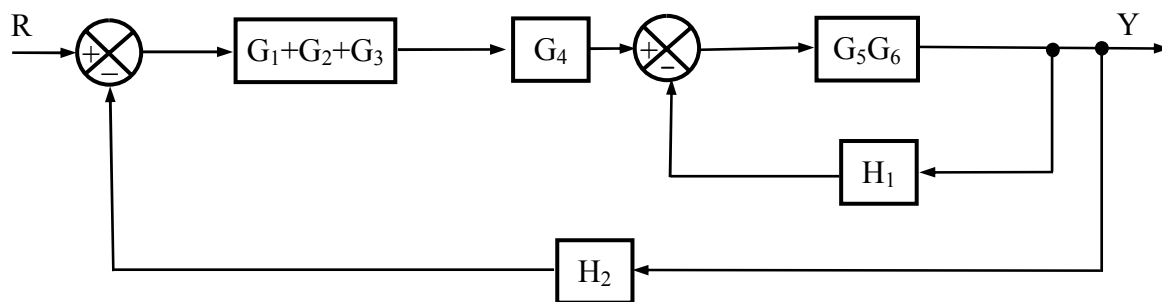 R
Y
+
−
G₁+G₂+G₃
G₄
+
−
G₅G₆
H₁
H₂